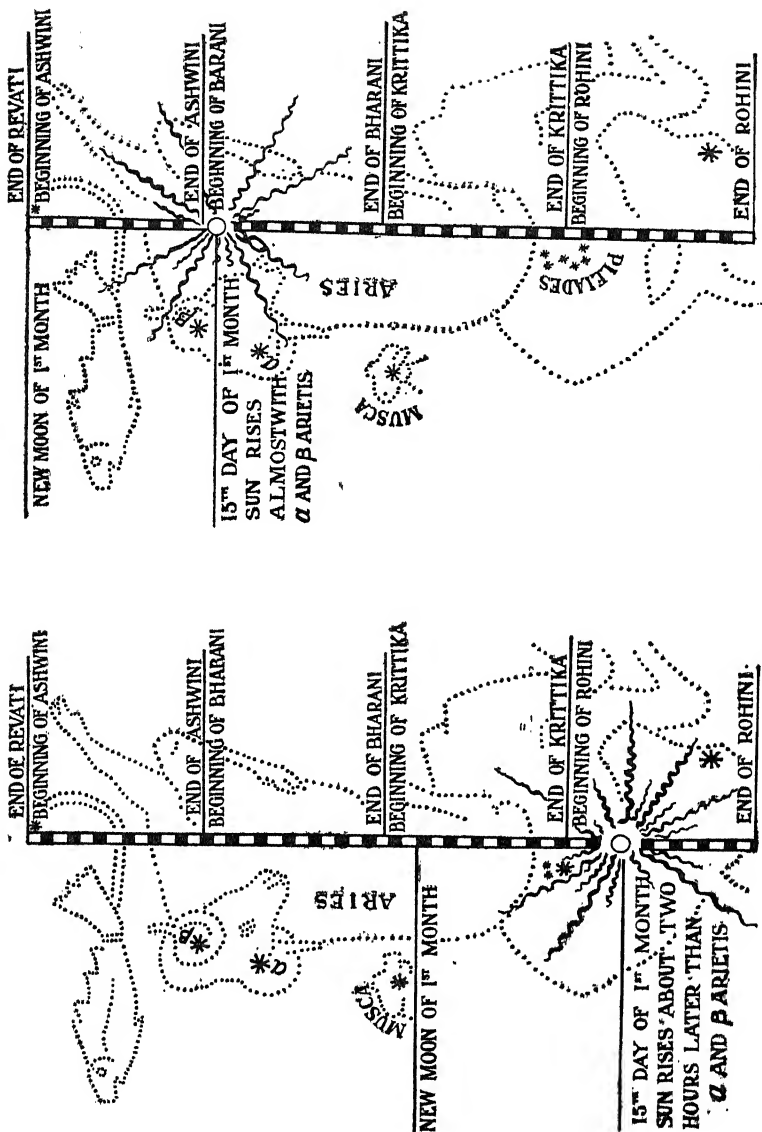 END OF REVATI
*BEGINNING OF ASHWINI
NEW MOON OF 1ST MONTH
END OF ASHWINI
BEGINNING OF BARANI
β
α
15TH DAY OF 1ST MONTH
SUN RISES
ALMOST WITH
α AND β ARIETIS
ARIES
MUSCA
END OF BHARANI
BEGINNING OF KRITTIKA
PLEIADES
END OF KRITTIKA
BEGINNING OF ROHINI
END OF ROHINI
END OF REVATI
*BEGINNING OF ASHWINI
END OF ASHWINI
BEGINNING OF BHARANI
β
α
ARIES
MUSCA
END OF BHARANI
BEGINNING OF KRITTIKA
NEW MOON OF 1ST MONTH
END OF KRITTIKA
BEGINNING OF ROHINI
15TH DAY OF 1ST MONTH
SUN RISES ABOUT TWO
HOURS LATER THAN
α AND β ARIETIS
END OF ROHINI